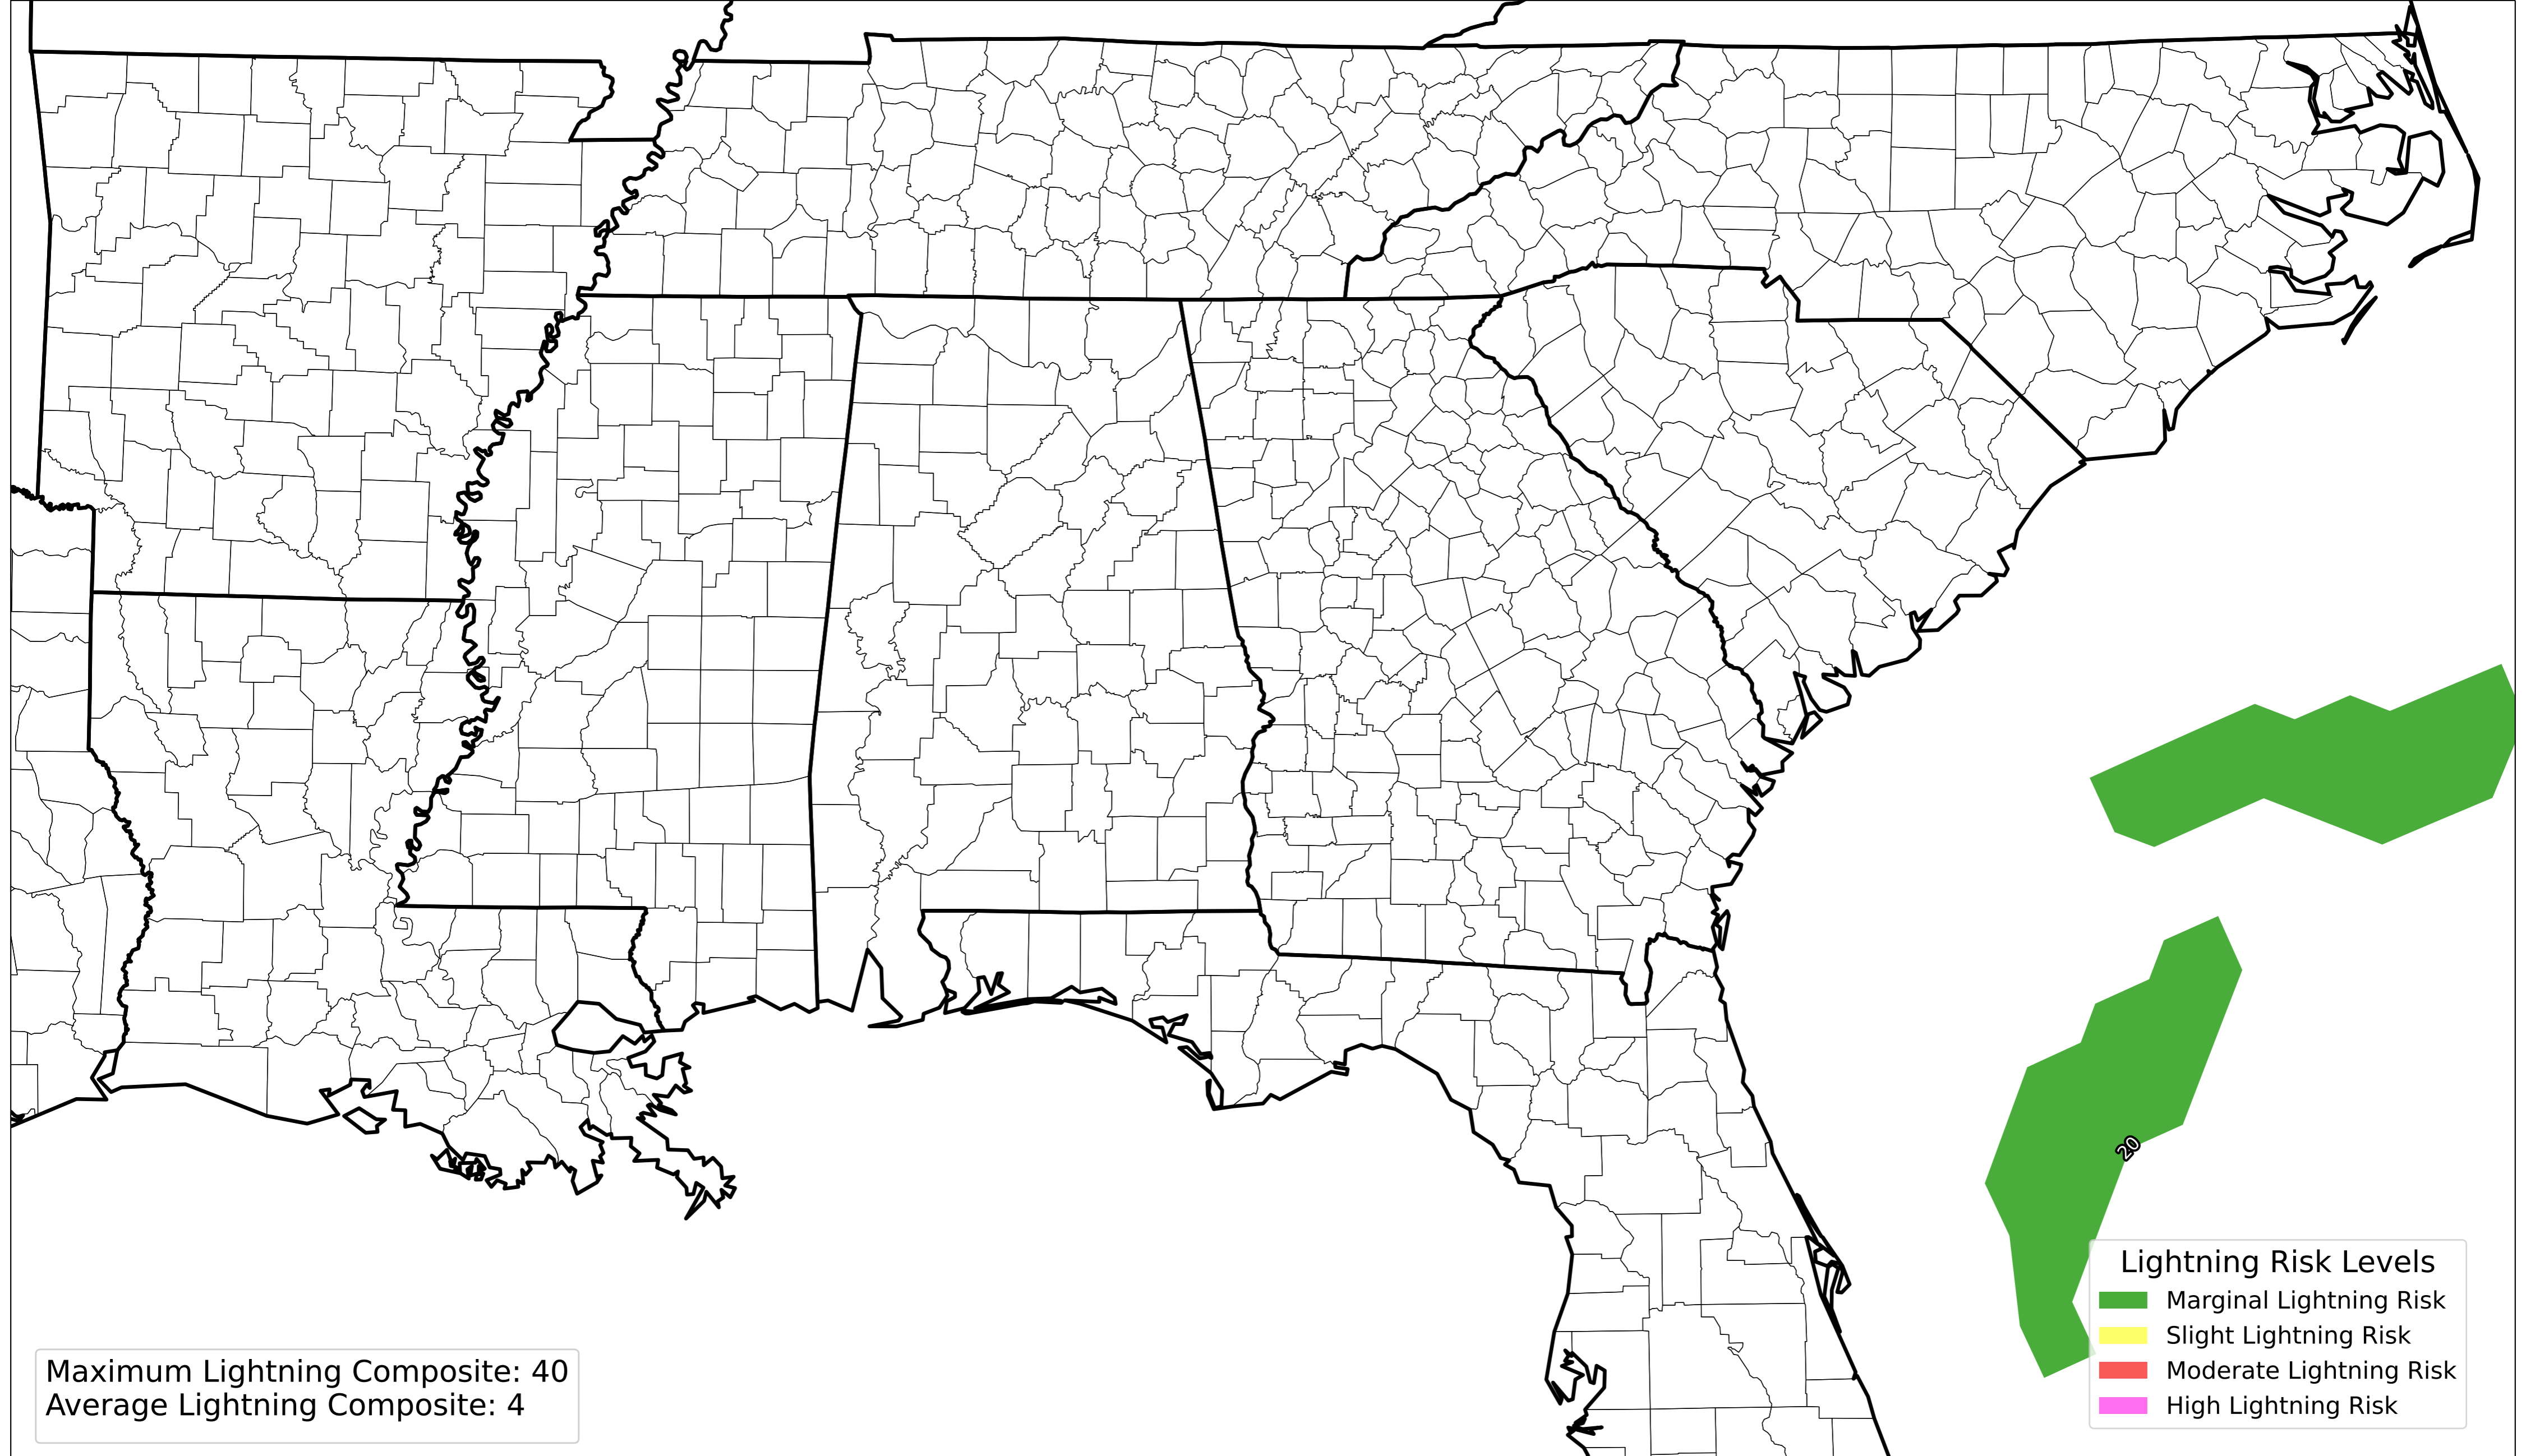 20
Lightning Risk Levels
Marginal Lightning Risk
Slight Lightning Risk
Moderate Lightning Risk
High Lightning Risk
Maximum Lightning Composite: 40
Average Lightning Composite: 4